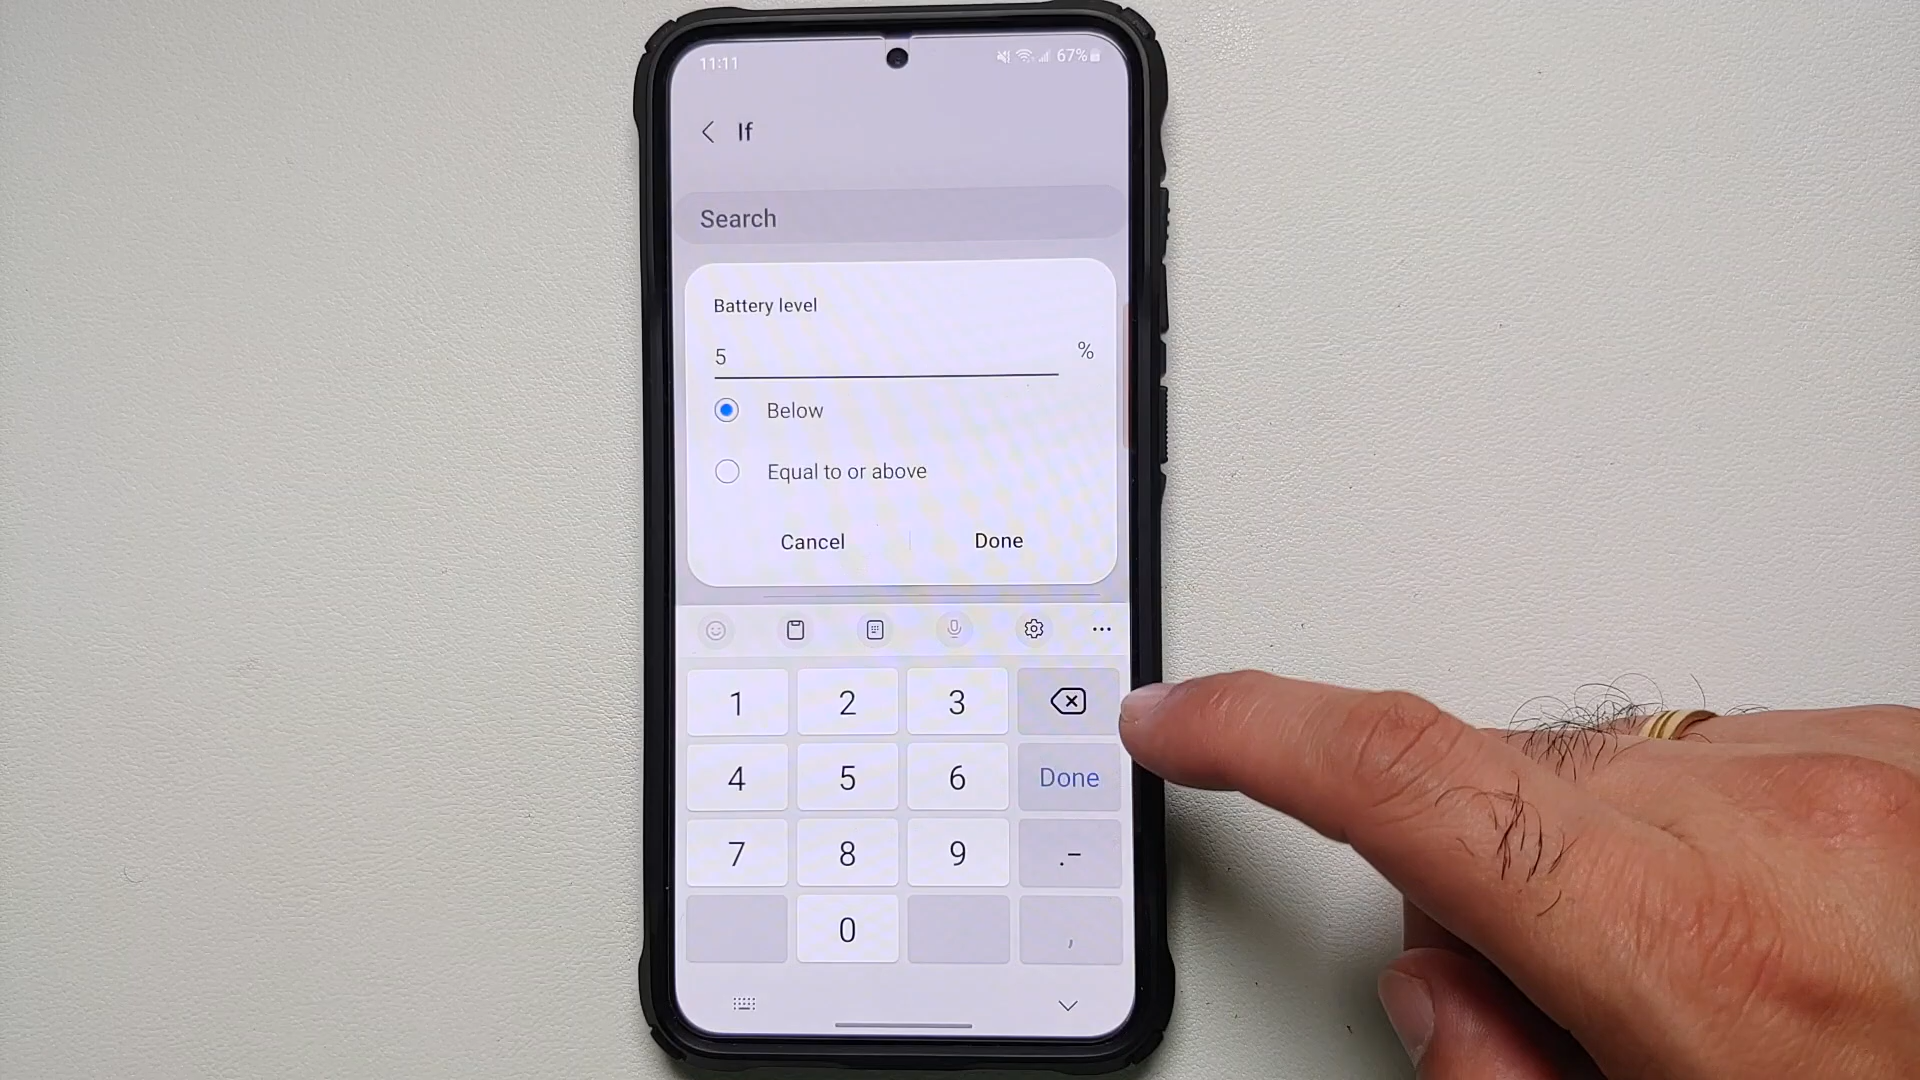 11:11 67%
If
Search
Battery level
5 %
Below
Equal to or above
Cancel Done
1 2 3
4 5 6 Done
7 8 9 .-
0 ,